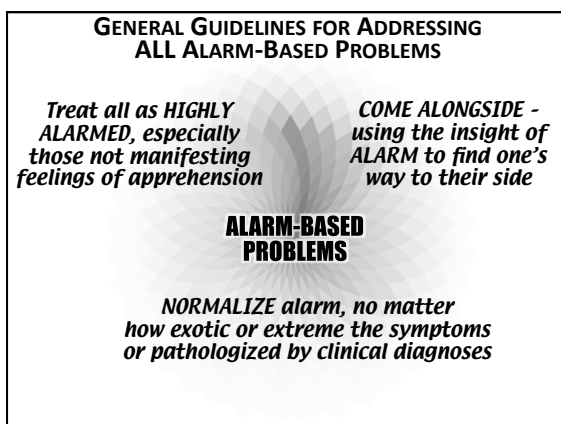 GENERAL GUIDELINES FOR ADDRESSING
ALL ALARM-BASED PROBLEMS
Treat all as HIGHLY
ALARMED, especially
those not manifesting
feelings of apprehension
COME ALONGSIDE -
using the insight of
ALARM to find one's
way to their side
ALARM-BASED
PROBLEMS
NORMALIZE alarm, no matter
how exotic or extreme the symptoms
or pathologized by clinical diagnoses